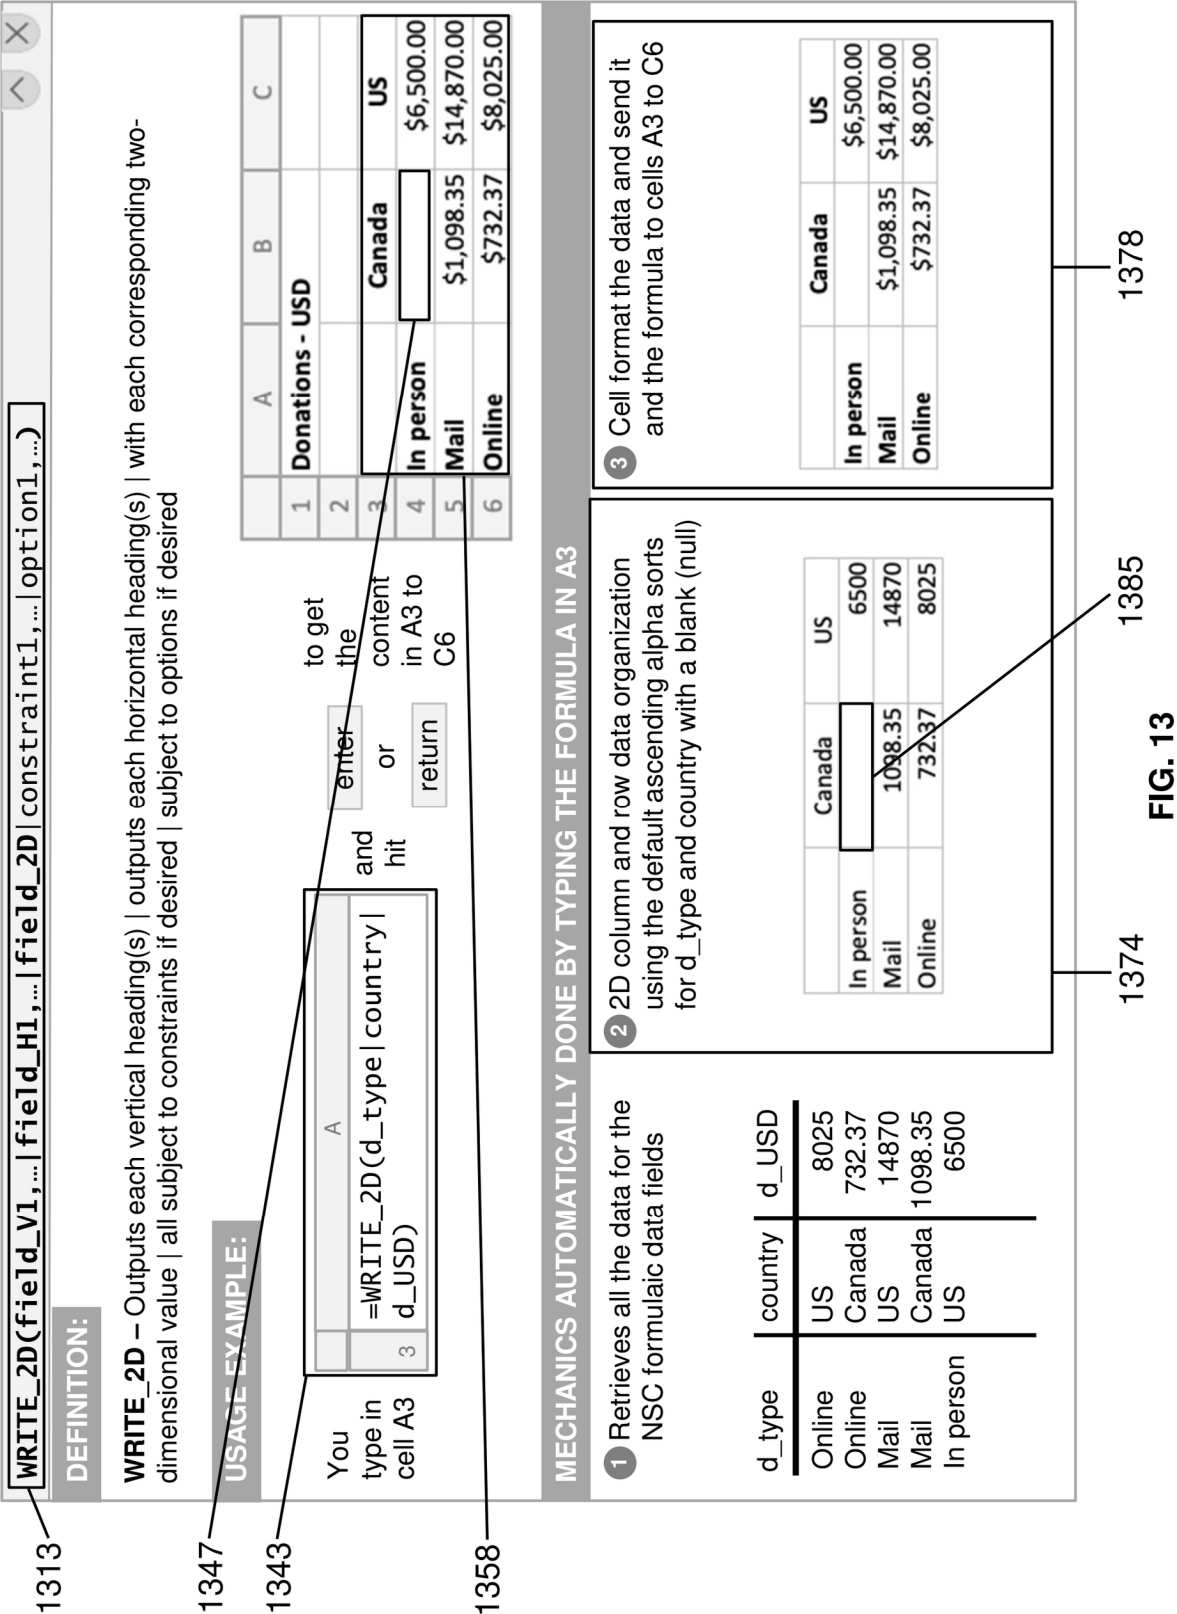 WRITE_2D(field_V1,…|field_H1,…|field_2D|constraint1,…|option1,…)
DEFINITION:
WRITE_2D – Outputs each vertical heading(s) | outputs each horizontal heading(s) | with each corresponding two-
dimensional value | all subject to constraints if desired | subject to options if desired
USAGE EXAMPLE:
You
type in
cell A3
A
3
=WRITE_2D(d_type|country|
d_USD)
and
hit
enter
or
return
to get
the
content
in A3 to
C6
A B C
1 Donations - USD
2
3 Canada US
4 In person $6,500.00
5 Mail $1,098.35 $14,870.00
6 Online $732.37 $8,025.00
MECHANICS AUTOMATICALLY DONE BY TYPING THE FORMULA IN A3
1 Retrieves all the data for the
NSC formulaic data fields
d_type country d_USD
Online US 8025
Online Canada 732.37
Mail US 14870
Mail Canada 1098.35
In person US 6500
2 2D column and row data organization
using the default ascending alpha sorts
for d_type and country with a blank (null)
Canada US
In person 6500
Mail 1098.35 14870
Online 732.37 8025
3 Cell format the data and send it
and the formula to cells A3 to C6
Canada US
In person $6,500.00
Mail $1,098.35 $14,870.00
Online $732.37 $8,025.00
1313
1347
1343
1358
1374
1385
1378
FIG. 13